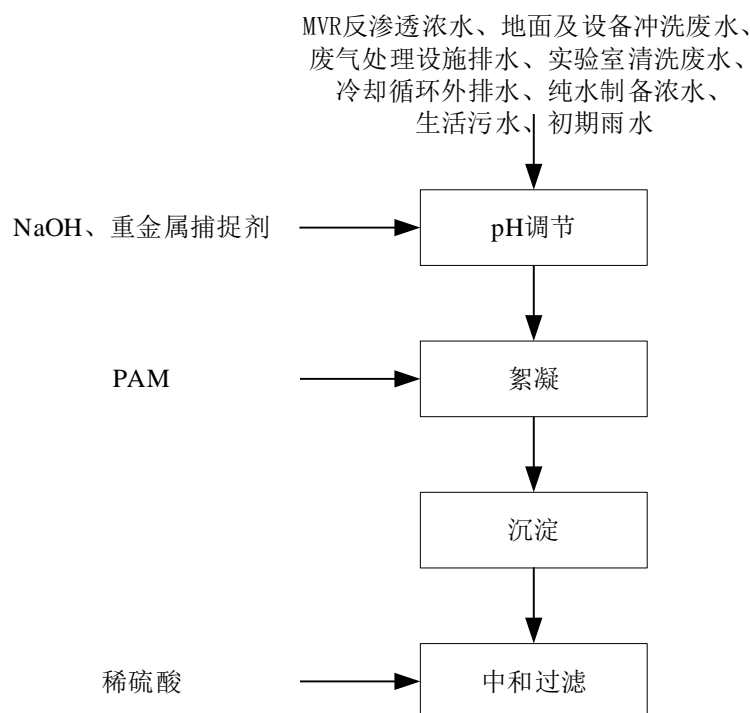 MVR反渗透浓水、地面及设备冲洗废水、
废气处理设施排水、实验室清洗废水、
冷却循环外排水、纯水制备浓水、
生活污水、初期雨水
NaOH、重金属捕捉剂
pH调节
PAM
絮凝
沉淀
稀硫酸
中和过滤